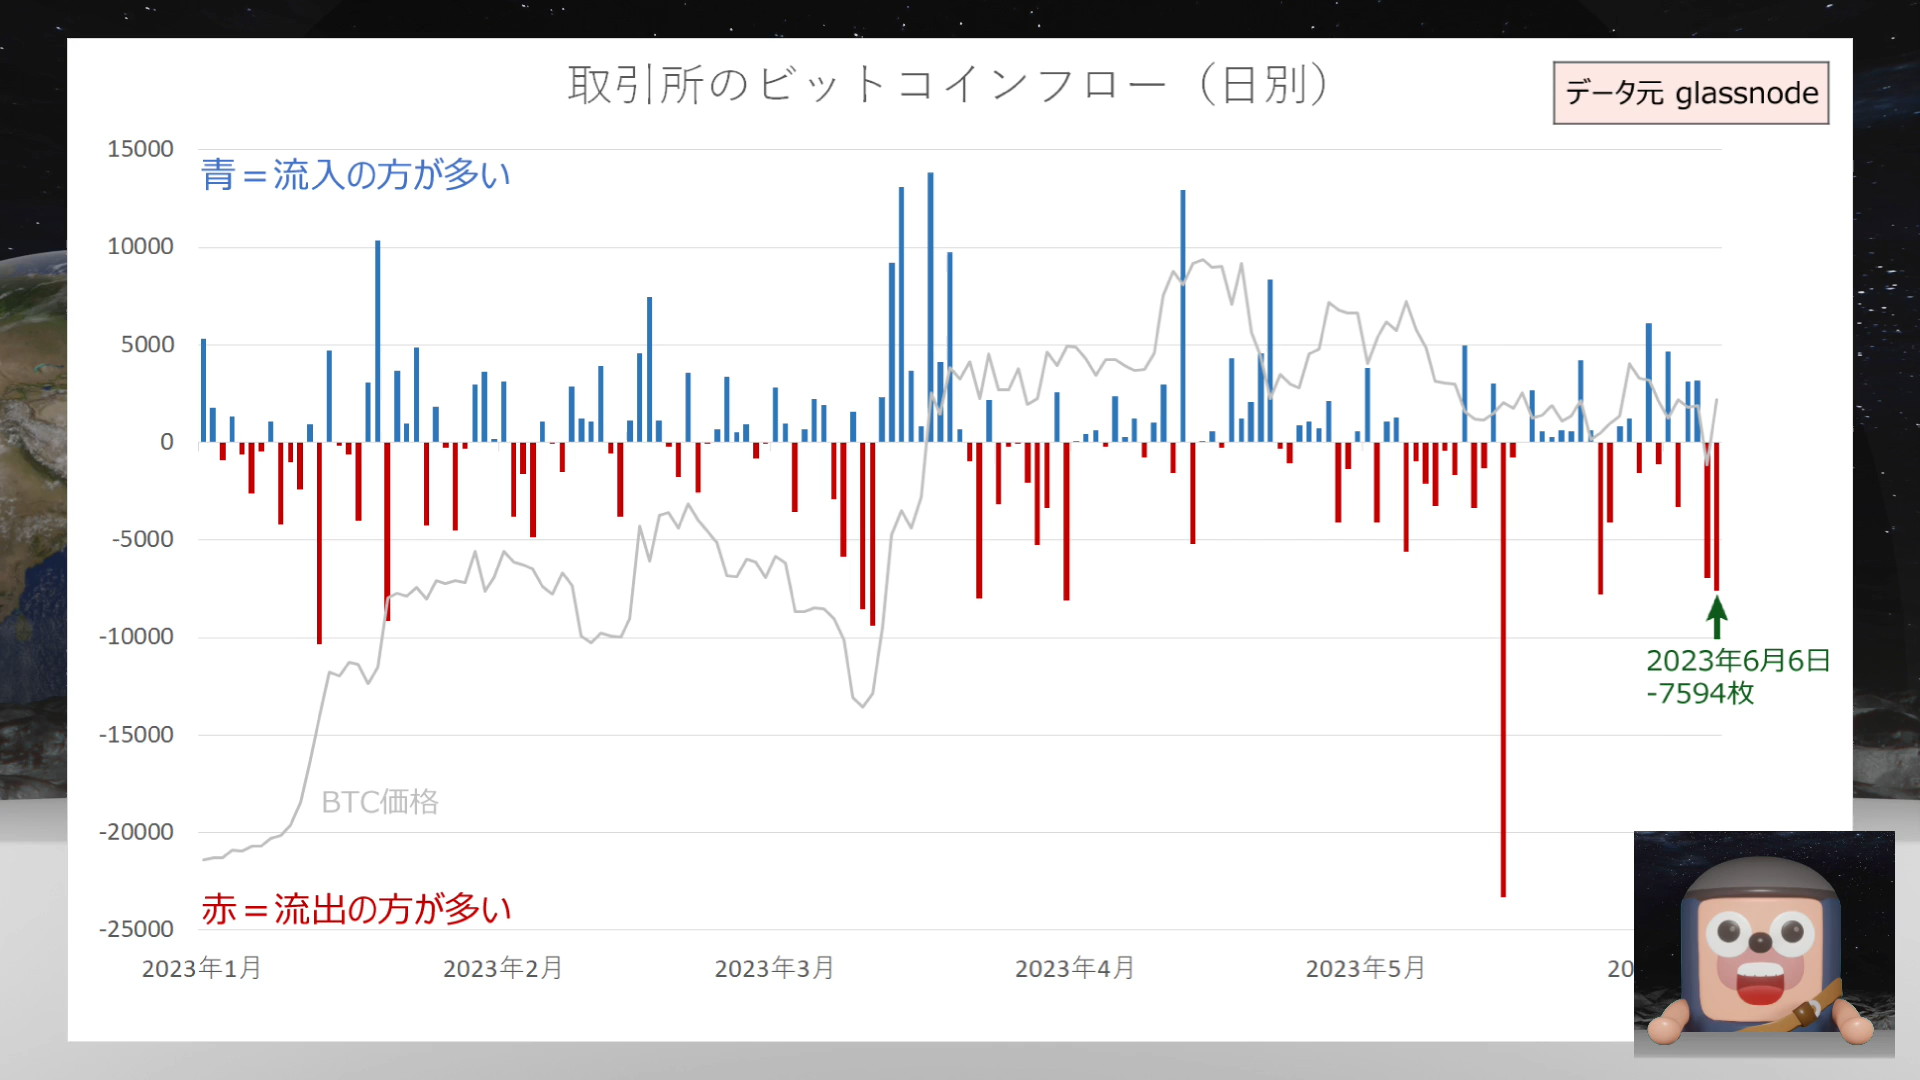 取引所のビットコインフロー（日別）
データ元 glassnode
青＝流入の方が多い
15000
10000
5000
0
-5000
-10000
-15000
-20000
-25000
BTC価格
2023年6月6日
-7594枚
赤＝流出の方が多い
2023年1月
2023年2月
2023年3月
2023年4月
2023年5月
20